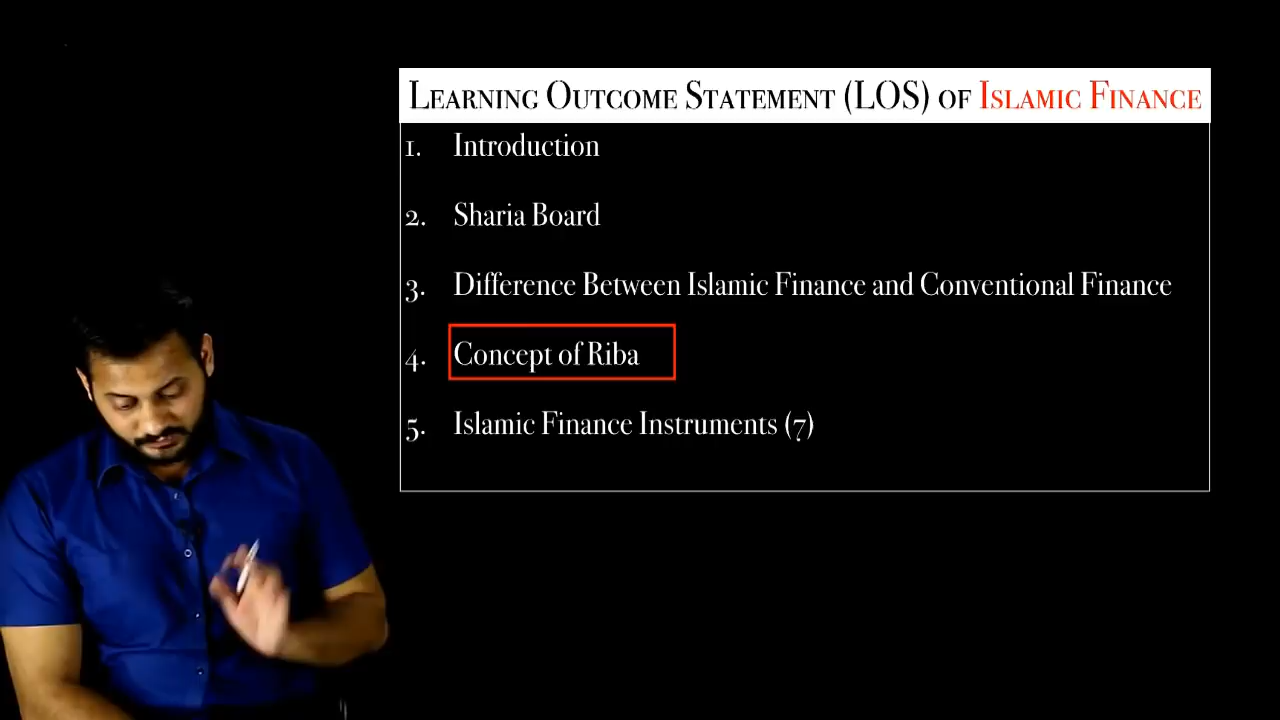 LEARNING OUTCOME STATEMENT (LOS) OF ISLAMIC FINANCE
1. Introduction
2. Sharia Board
3. Difference Between Islamic Finance and Conventional Finance
4. Concept of Riba
5. Islamic Finance Instruments (7)